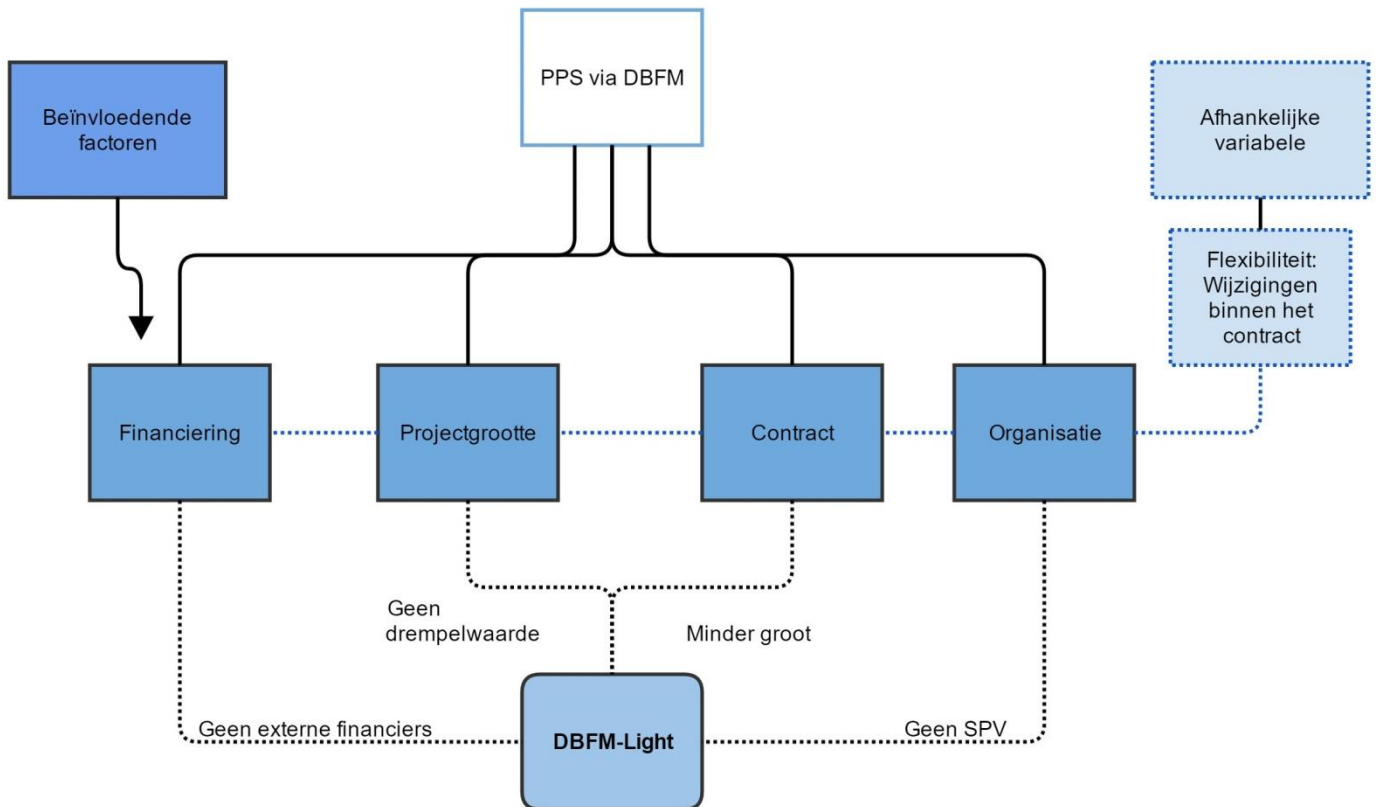 PPS via DBFM
Beïnvloedende
factoren
Afhankelijke
variabele
Flexibiliteit:
Wijzigingen
binnen het
contract
Financiering
Projectgrootte
Contract
Organisatie
Geen
drempelwaarde
Minder groot
Geen externe financiers
DBFM-Light
Geen SPV